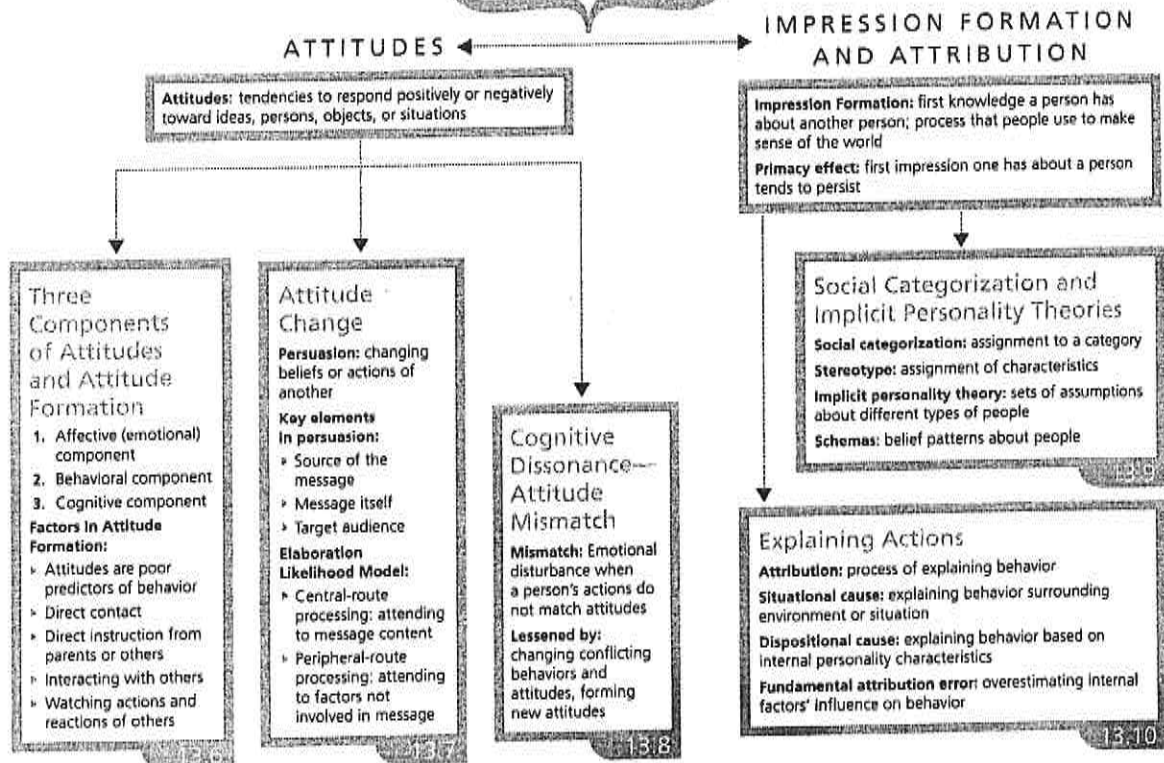 ATTITUDES
Attitudes: tendencies to respond positively or negatively
toward ideas, persons, objects, or situations
Three
Components
of Attitudes
and Attitude
Formation
1. Affective (emotional)
component
2. Behavioral component
3. Cognitive component
Factors in Attitude
Formation:
▸ Attitudes are poor
predictors of behavior
▸ Direct contact
▸ Direct instruction from
parents or others
▸ Interacting with others
▸ Watching actions and
reactions of others
13.6
Attitude
Change
Persuasion: changing
beliefs or actions of
another
Key elements
in persuasion:
▸ Source of the
message
▸ Message itself
▸ Target audience
Elaboration
Likelihood Model:
▸ Central-route
processing: attending
to message content
▸ Peripheral-route
processing: attending
to factors not
involved in message
13.7
Cognitive
Dissonance—
Attitude
Mismatch
Mismatch: Emotional
disturbance when
a person's actions do
not match attitudes
Lessened by:
changing conflicting
behaviors and
attitudes, forming
new attitudes
13.8
IMPRESSION FORMATION
AND ATTRIBUTION
Impression Formation: first knowledge a person has
about another person; process that people use to make
sense of the world
Primacy effect: first impression one has about a person
tends to persist
Social Categorization and
Implicit Personality Theories
Social categorization: assignment to a category
Stereotype: assignment of characteristics
Implicit personality theory: sets of assumptions
about different types of people
Schemas: belief patterns about people
13.9
Explaining Actions
Attribution: process of explaining behavior
Situational cause: explaining behavior surrounding
environment or situation
Dispositional cause: explaining behavior based on
internal personality characteristics
Fundamental attribution error: overestimating internal
factors' influence on behavior
13.10